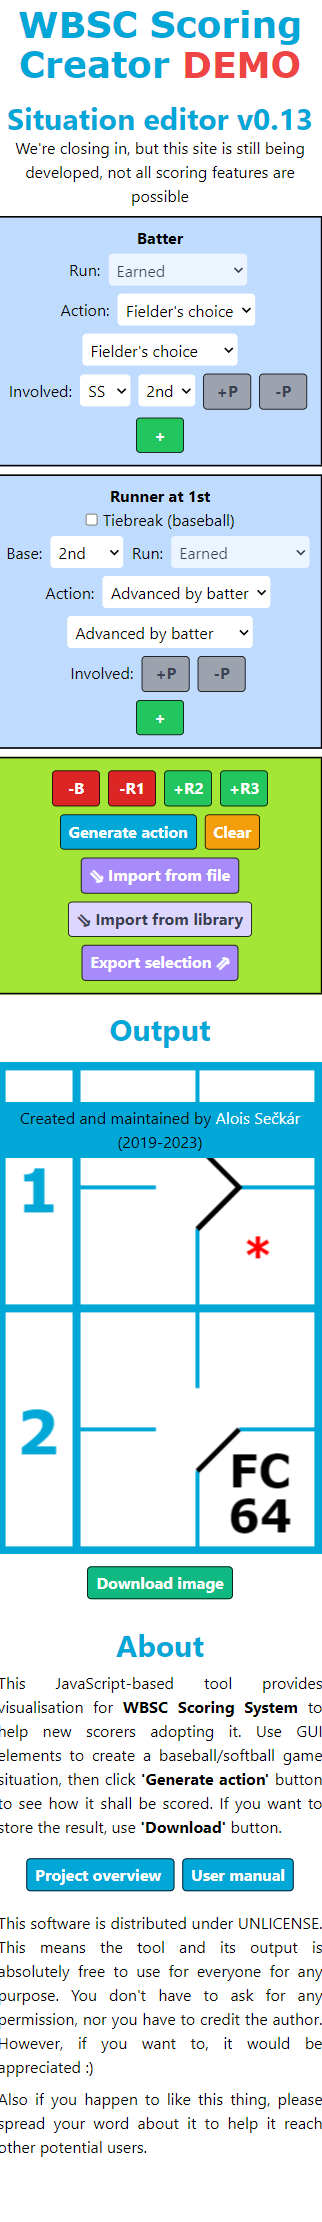 WBSC Scoring
Creator DEMO
Situation editor v0.13
We're closing in, but this site is still being
developed, not all scoring features are
possible
Batter
Run: Earned
Action: Fielder's choice
Fielder's choice
Involved: SS 2nd +P -P
+
Runner at 1st
Tiebreak (baseball)
Base: 2nd Run: Earned
Action: Advanced by batter
Advanced by batter
Involved: +P -P
+
-B -R1 +R2 +R3
Generate action Clear
⇘ Import from file
⇘ Import from library
Export selection ⇗
Output
Created and maintained by Alois Sečkár
(2019-2023)
1
*
2
FC
64
Download image
About
This JavaScript-based tool provides
visualisation for WBSC Scoring System to
help new scorers adopting it. Use GUI
elements to create a baseball/softball game
situation, then click 'Generate action' button
to see how it shall be scored. If you want to
store the result, use 'Download' button.
Project overview User manual
This software is distributed under UNLICENSE.
This means the tool and its output is
absolutely free to use for everyone for any
purpose. You don't have to ask for any
permission, nor you have to credit the author.
However, if you want to, it would be
appreciated :)
Also if you happen to like this thing, please
spread your word about it to help it reach
other potential users.